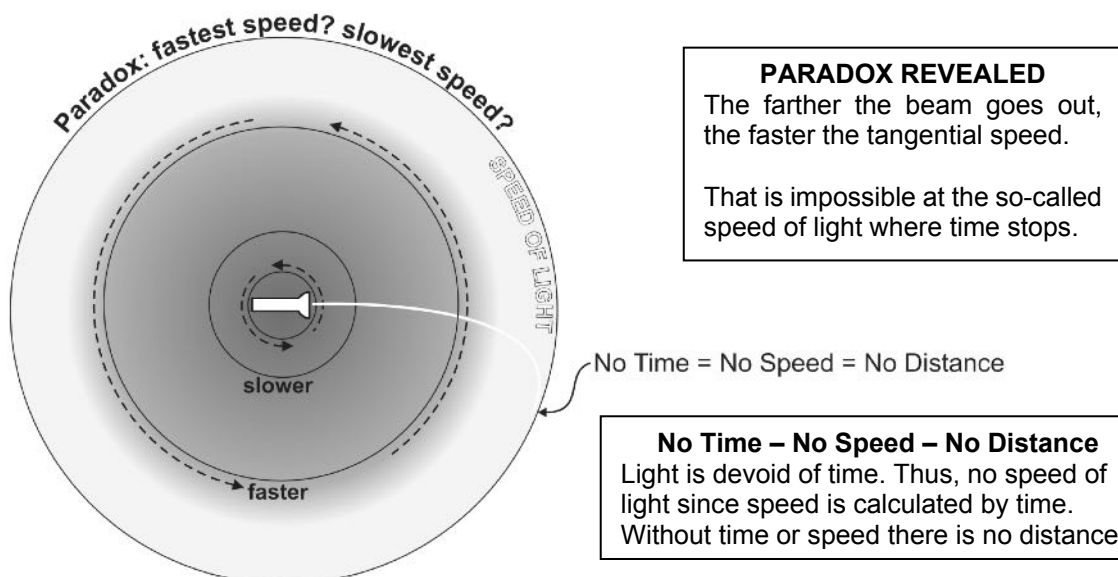 Paradox: fastest speed? slowest speed?
SPEED OF LIGHT
slower
faster
PARADOX REVEALED
The farther the beam goes out,
the faster the tangential speed.
That is impossible at the so-called
speed of light where time stops.
No Time = No Speed = No Distance
No Time – No Speed – No Distance
Light is devoid of time. Thus, no speed of
light since speed is calculated by time.
Without time or speed there is no distance